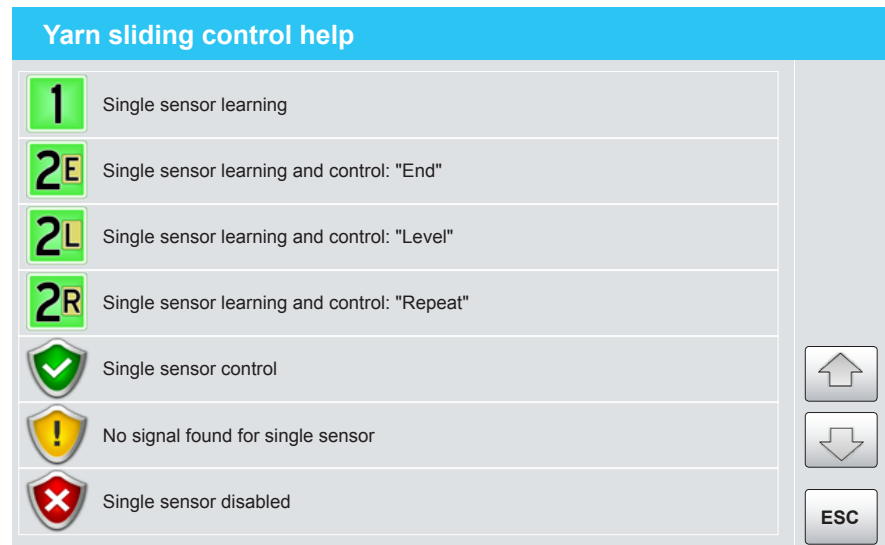 Yarn sliding control help
1 Single sensor learning
2E Single sensor learning and control: "End"
2L Single sensor learning and control: "Level"
2R Single sensor learning and control: "Repeat"
Single sensor control
! No signal found for single sensor
Single sensor disabled
ESC